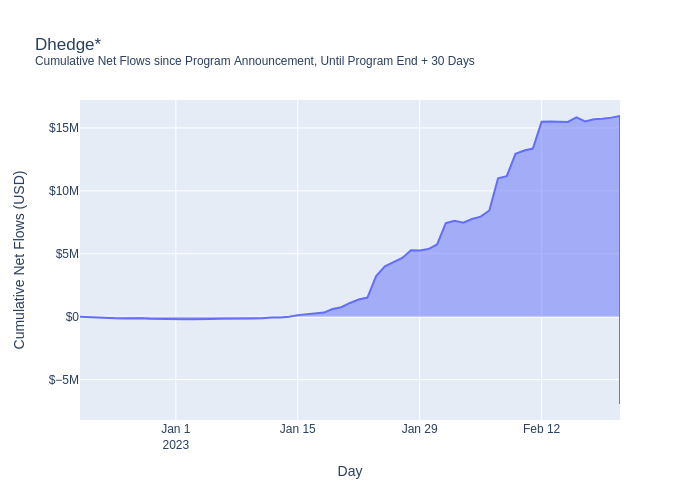 Dhedge*
Cumulative Net Flows since Program Announcement, Until Program End + 30 Days
Cumulative Net Flows (USD)
$15M
$10M
$5M
$0
$−5M
Jan 1
2023
Jan 15
Jan 29
Feb 12
Day